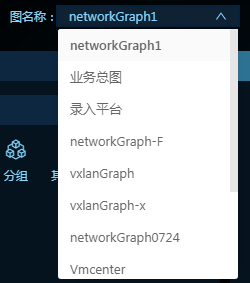 图名称： networkGraph1
networkGraph1
业务总图
录入平台
networkGraph-F
vxlanGraph
分组
vxlanGraph-x
networkGraph0724
Vmcenter